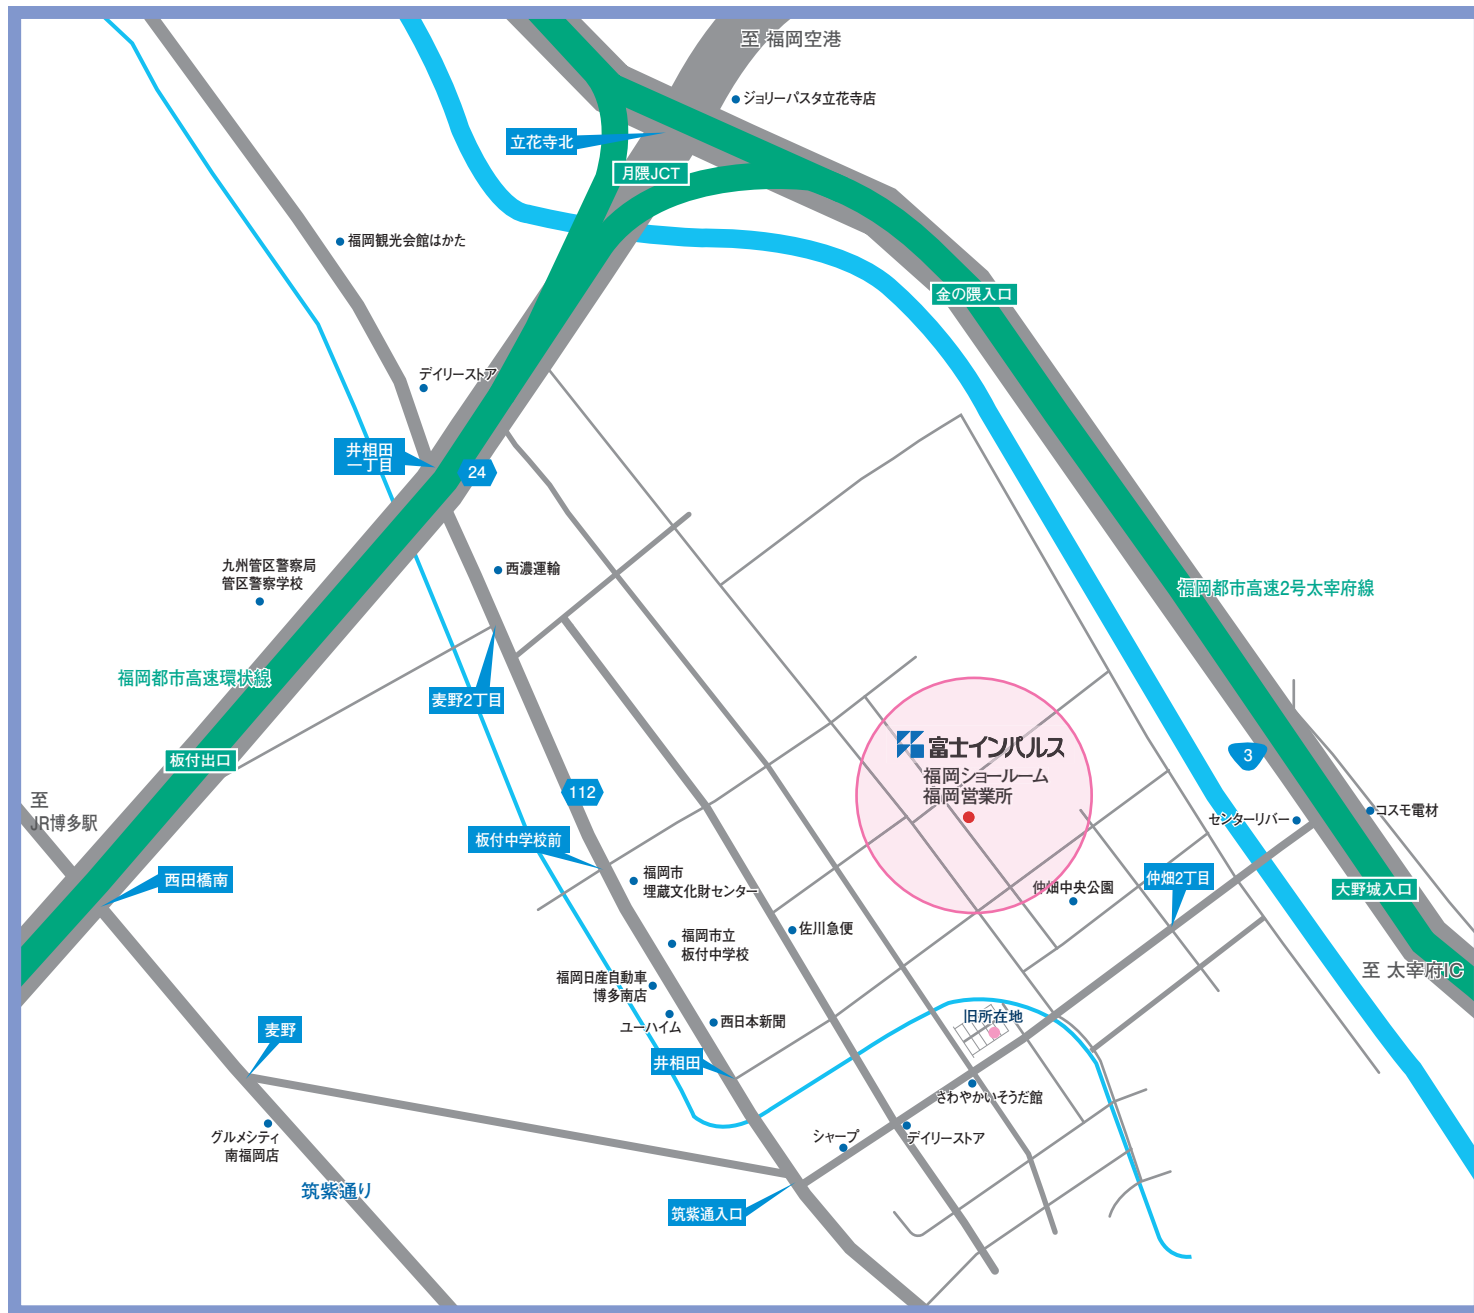 至 福岡空港
ジョリーパスタ立花寺店
立花寺北
月隈JCT
福岡観光会館はかた
金の隈入口
デイリーストア
井相田
一丁目
24
九州管区警察局
管区警察学校
西濃運輸
福岡都市高速2号太宰府線
福岡都市高速環状線
麦野2丁目
富士インパルス
福岡ショールーム
福岡営業所
板付出口
3
至
JR博多駅
112
センターリバー
コスモ電材
板付中学校前
西田橋南
福岡市
埋蔵文化財センター
仲畑中央公園
仲畑2丁目
大野城入口
佐川急便
福岡市立
板付中学校
至 太宰府IC
福岡日産自動車
博多南店
ユーハイム
西日本新聞
旧所在地
麦野
井相田
さわやかいそうだ館
グルメシティ
南福岡店
シャープ
デイリーストア
筑紫通り
筑紫通入口